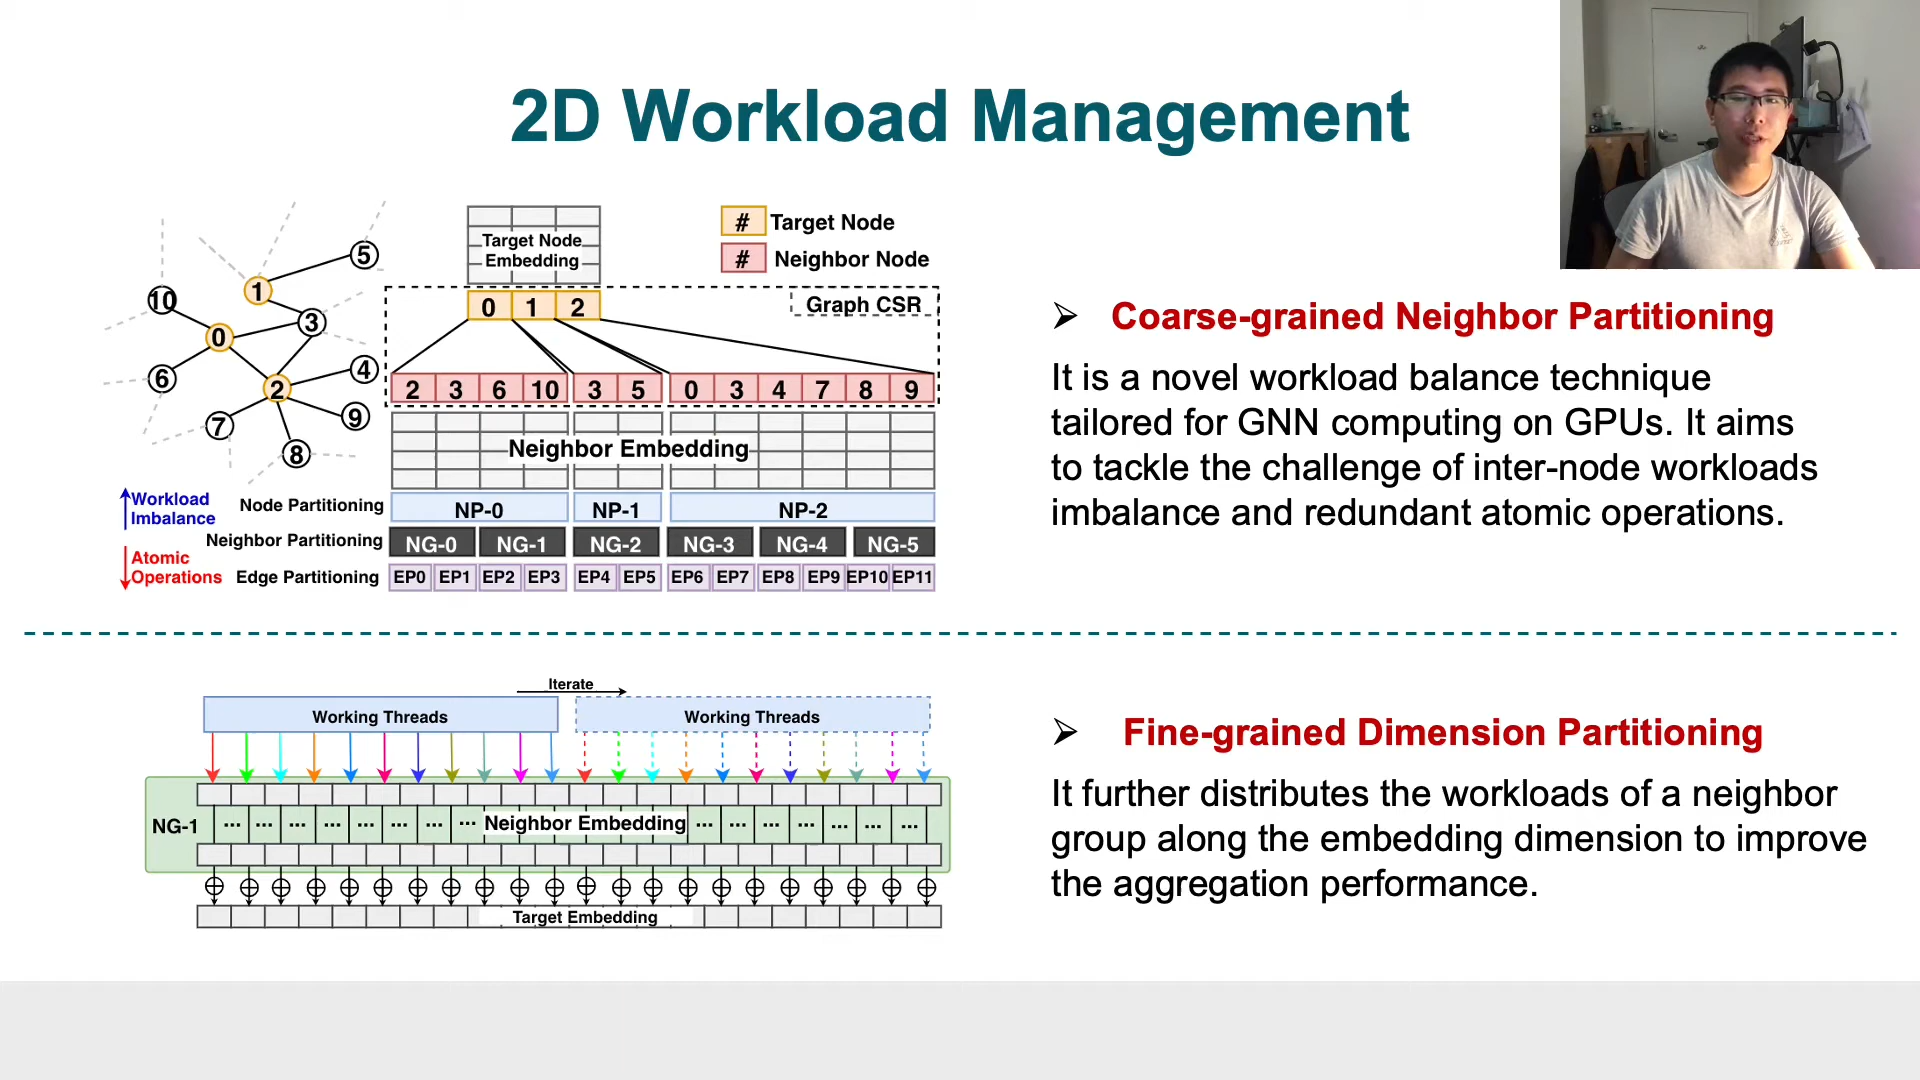 2D Workload Management
5
10
1
3
0
6
4
2
9
7
8
Target Node
Embedding
# Target Node
# Neighbor Node
Graph CSR
0 1 2
2 3 6 10 3 5 0 3 4 7 8 9
Neighbor Embedding
Workload
Imbalance
Node Partitioning
NP-0 NP-1 NP-2
Neighbor Partitioning
NG-0 NG-1 NG-2 NG-3 NG-4 NG-5
Atomic
Operations
Edge Partitioning
EP0 EP1 EP2 EP3 EP4 EP5 EP6 EP7 EP8 EP9 EP10 EP11
Coarse-grained Neighbor Partitioning
It is a novel workload balance technique
tailored for GNN computing on GPUs. It aims
to tackle the challenge of inter-node workloads
imbalance and redundant atomic operations.
Iterate
Working Threads Working Threads
NG-1
... ... ... ... ... ... ... ... Neighbor Embedding ... ... ... ... ... ... ...
Target Embedding
Fine-grained Dimension Partitioning
It further distributes the workloads of a neighbor
group along the embedding dimension to improve
the aggregation performance.